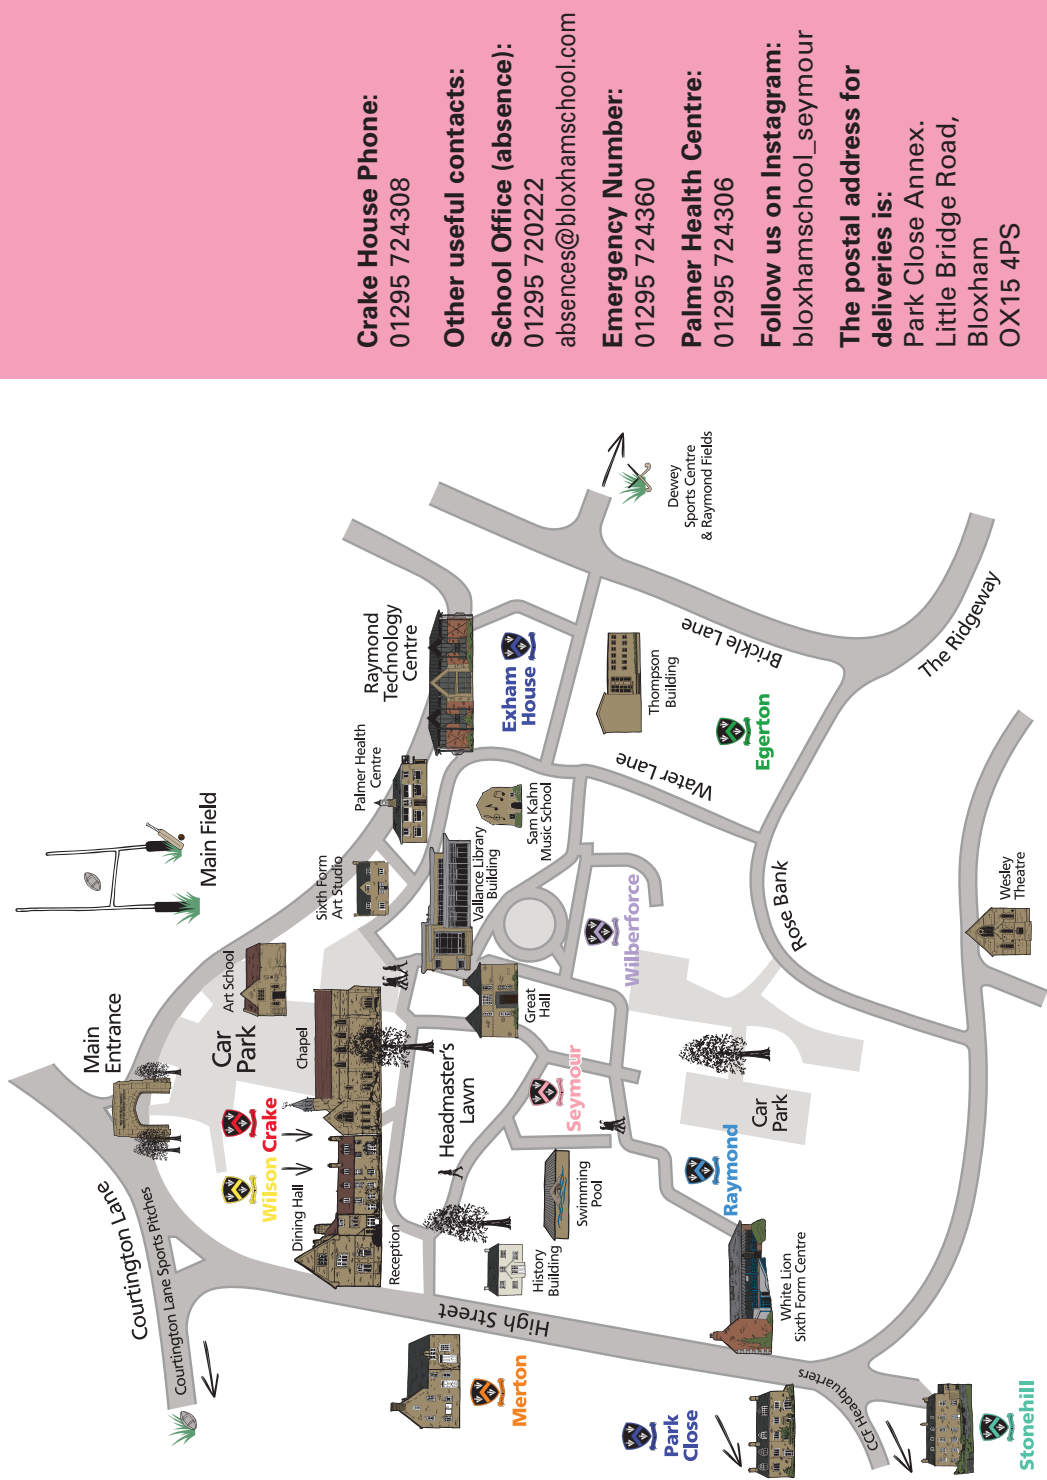 Crake House Phone:
01295 724308
Other useful contacts:
School Office (absence):
01295 720222
absences@bloxhamschool.com
Emergency Number:
01295 724360
Palmer Health Centre:
01295 724306
Follow us on Instagram:
bloxhamschool_seymour
The postal address for
deliveries is:
Park Close Annex.
Little Bridge Road,
Bloxham
OX15 4PS
Main Field
Main
Entrance
Courtington Lane
Courtington Lane Sports Pitches
Car
Park
Art School
Sixth Form
Art Studio
Palmer Health
Centre
Raymond
Technology
Centre
Wilson
Crake
Dining Hall
Chapel
Reception
Headmaster's
Lawn
Vallance Library
Building
Great
Hall
Sam Kahn
Music School
Exham
House
Dewey
Sports Centre
& Raymond Fields
Thompson
Building
Brickle Lane
Water Lane
Egerton
The Ridgeway
High Street
History
Building
Swimming
Pool
Seymour
Wilberforce
Merton
Raymond
Car
Park
Rose Bank
White Lion
Sixth Form Centre
Park
Close
CCF Headquarters
Wesley
Theatre
Stonehill